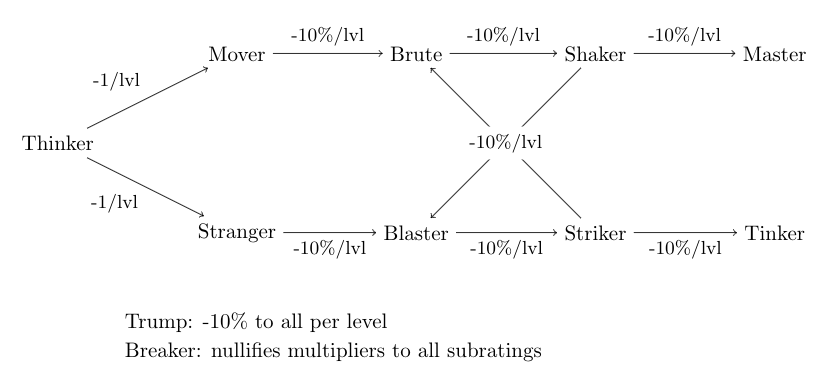 -10%/lvl
-10%/lvl
-10%/lvl
Mover
Brute
Shaker
Master
-1/lvl
Thinker
-10%/lvl
-1/lvl
Stranger
Blaster
Striker
Tinker
-10%/lvl
-10%/lvl
-10%/lvl
Trump: -10% to all per level
Breaker: nullifies multipliers to all subratings